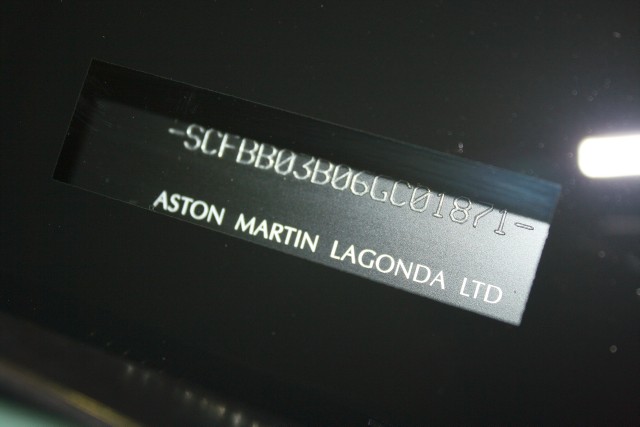 -SCFBB03B06GC01871-
ASTON MARTIN LAGONDA LTD